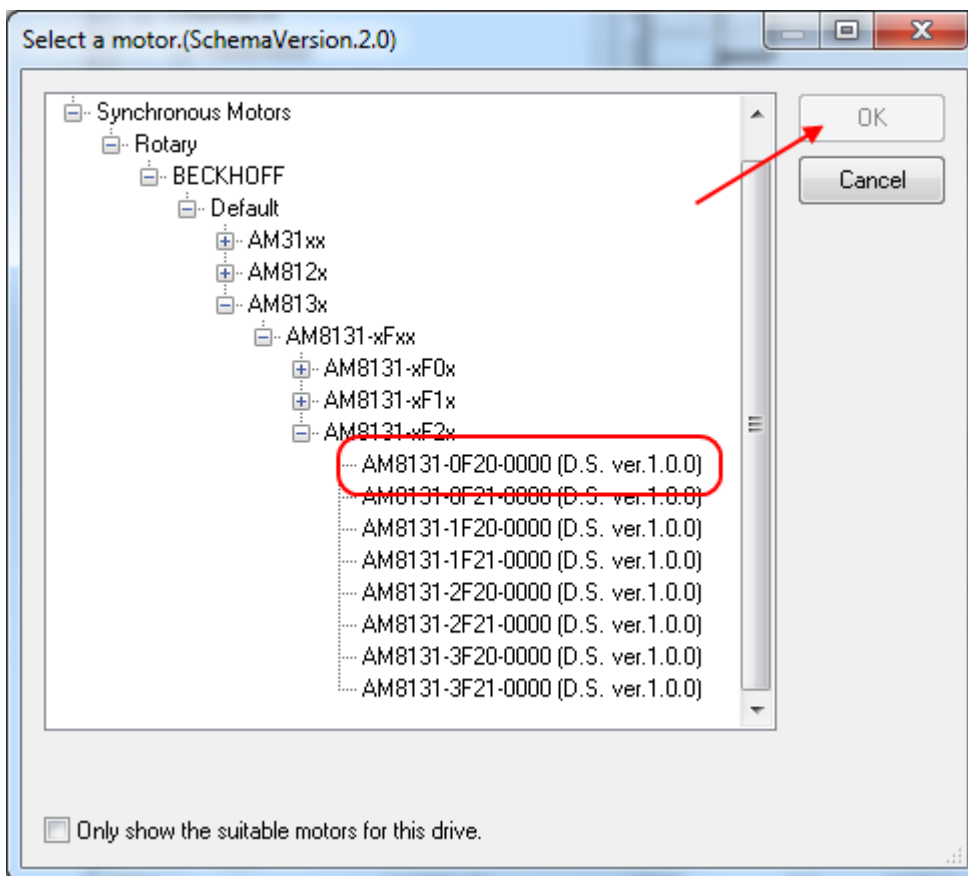 Select a motor.(SchemaVersion.2.0)
Synchronous Motors
OK
Rotary
BECKHOFF
Cancel
Default
AM31xx
AM812x
AM813x
AM8131-xFxx
AM8131-xF0x
AM8131-xF1x
AM8131-xF2x
AM8131-0F20-0000 (D.S. ver.1.0.0)
AM8131-0F21-0000 (D.S. ver.1.0.0)
AM8131-1F20-0000 (D.S. ver.1.0.0)
AM8131-1F21-0000 (D.S. ver.1.0.0)
AM8131-2F20-0000 (D.S. ver.1.0.0)
AM8131-2F21-0000 (D.S. ver.1.0.0)
AM8131-3F20-0000 (D.S. ver.1.0.0)
AM8131-3F21-0000 (D.S. ver.1.0.0)
Only show the suitable motors for this drive.